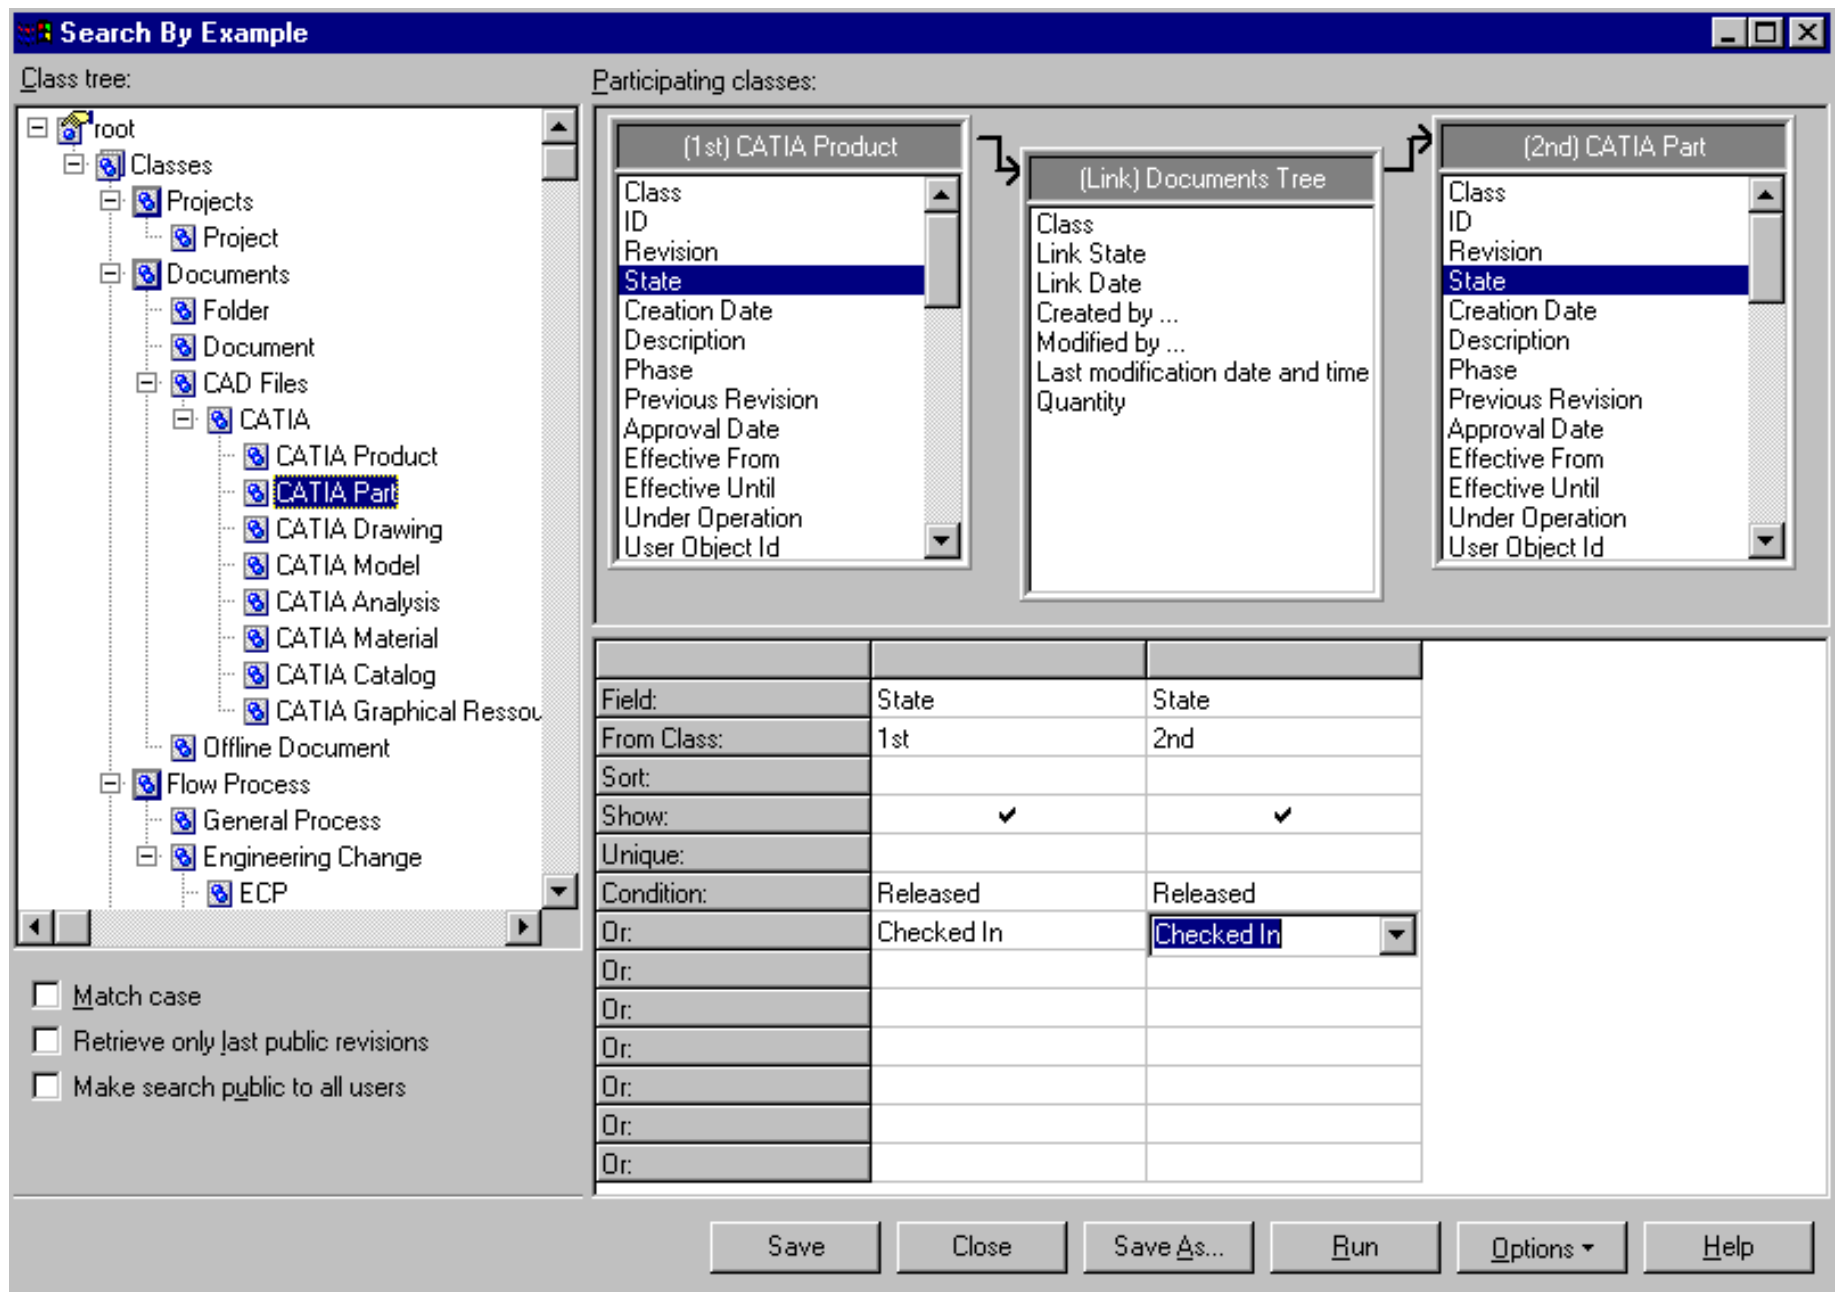 Search By Example
Class tree:
root
Classes
Projects
Project
Documents
Folder
Document
CAD Files
CATIA
CATIA Product
CATIA Part
CATIA Drawing
CATIA Model
CATIA Analysis
CATIA Material
CATIA Catalog
CATIA Graphical Ressou
Offline Document
Flow Process
General Process
Engineering Change
ECP
Match case
Retrieve only last public revisions
Make search public to all users
Participating classes:
(1st) CATIA Product
Class
ID
Revision
State
Creation Date
Description
Phase
Previous Revision
Approval Date
Effective From
Effective Until
Under Operation
User Object Id
(Link) Documents Tree
Class
Link State
Link Date
Created by ...
Modified by ...
Last modification date and time
Quantity
(2nd) CATIA Part
Class
ID
Revision
State
Creation Date
Description
Phase
Previous Revision
Approval Date
Effective From
Effective Until
Under Operation
User Object Id
Field: State State
From Class: 1st 2nd
Sort:
Show:
Unique:
Condition: Released Released
Or: Checked In Checked In
Or:
Or:
Or:
Or:
Or:
Or:
Save Close Save As... Run Options Help